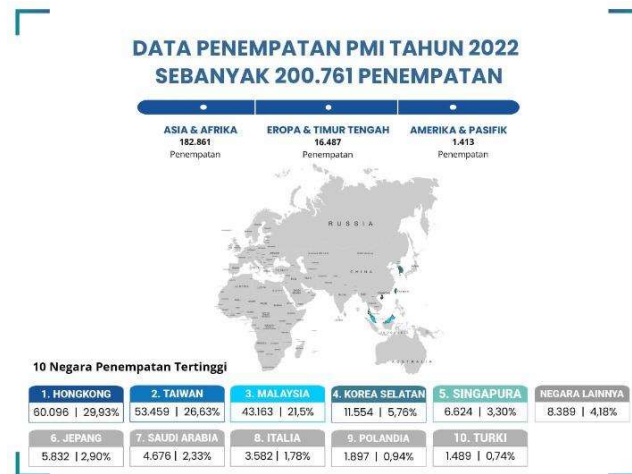 DATA PENEMPATAN PMI TAHUN 2022
SEBANYAK 200.761 PENEMPATAN
ASIA & AFRIKA
182.861
Penempatan
EROPA & TIMUR TENGAH
16.487
Penempatan
AMERIKA & PASIFIK
1.413
Penempatan
RUSSIA
CHINA
AUSTRALIA
10 Negara Penempatan Tertinggi
1. HONGKONG
60.096 | 29,93%
2. TAIWAN
53.459 | 26,63%
3. MALAYSIA
43.163 | 21,5%
4. KOREA SELATAN
11.554 | 5,76%
5. SINGAPURA
6.624 | 3,30%
NEGARA LAINNYA
8.389 | 4,18%
6. JEPANG
5.832 | 2,90%
7. SAUDI ARABIA
4.676 | 2,33%
8. ITALIA
3.582 | 1,78%
9. POLANDIA
1.897 | 0,94%
10. TURKI
1.489 | 0,74%